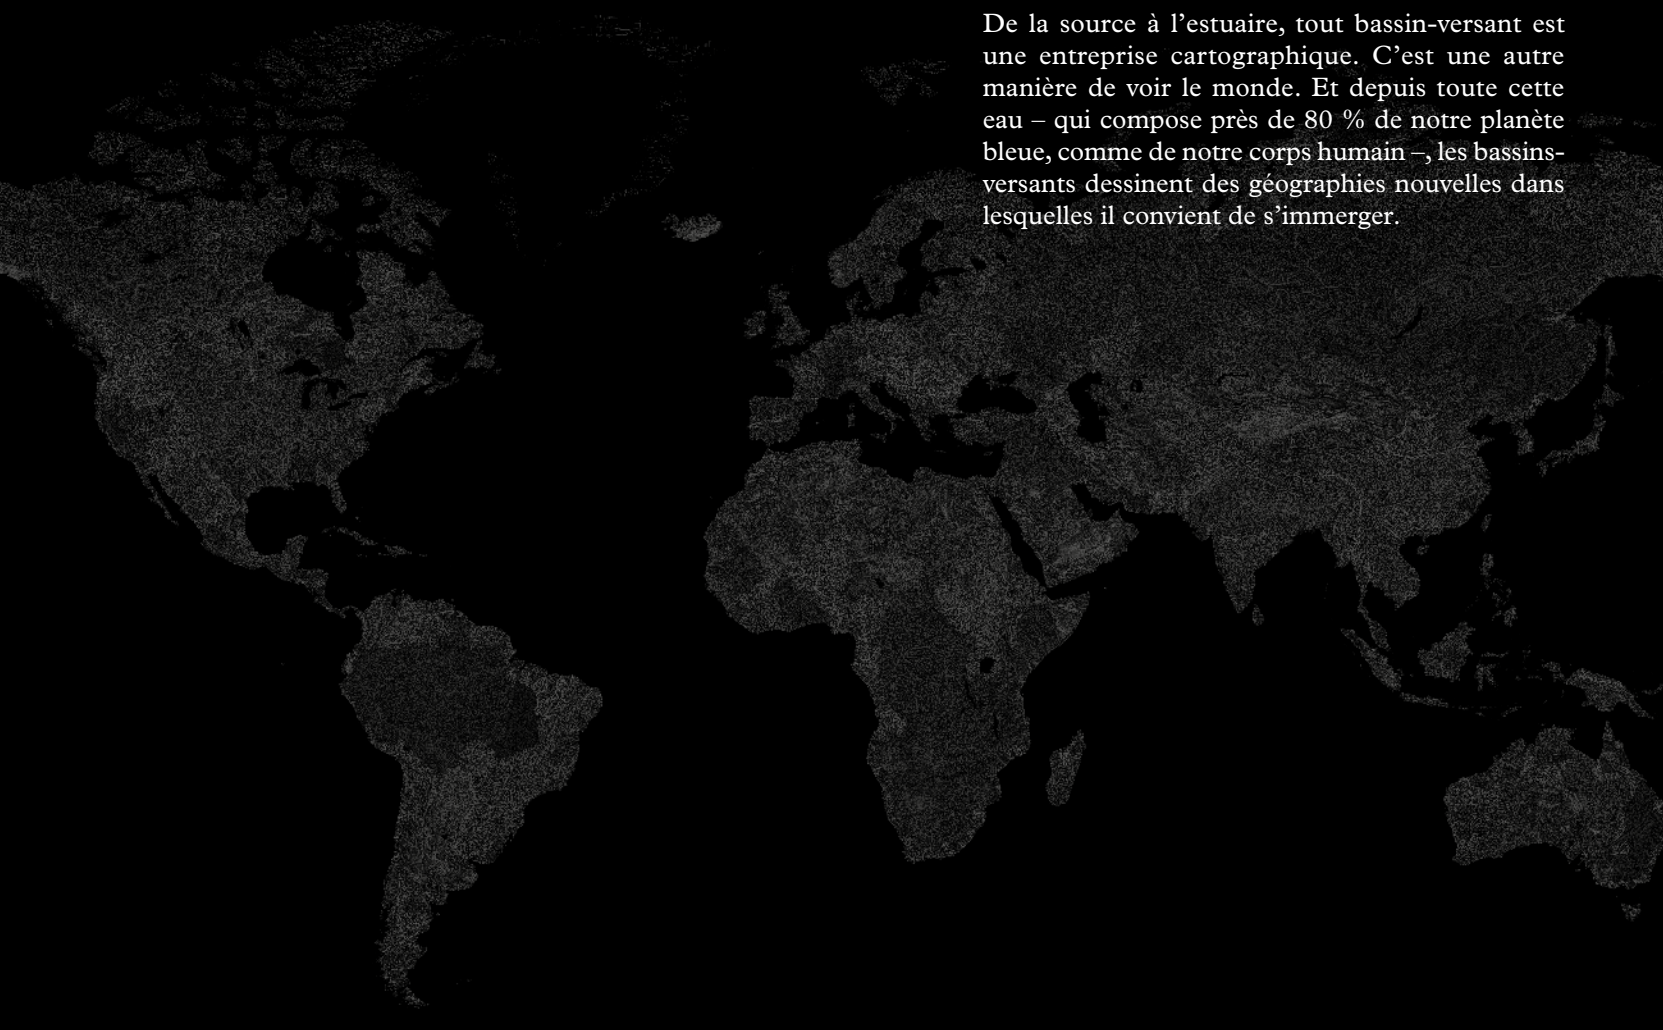 De la source à l’estuaire, tout bassin-versant est
une entreprise cartographique. C’est une autre
manière de voir le monde. Et depuis toute cette
eau – qui compose près de 80 % de notre planète
bleue, comme de notre corps humain –, les bassins-
versants dessinent des géographies nouvelles dans
lesquelles il convient de s’immerger.